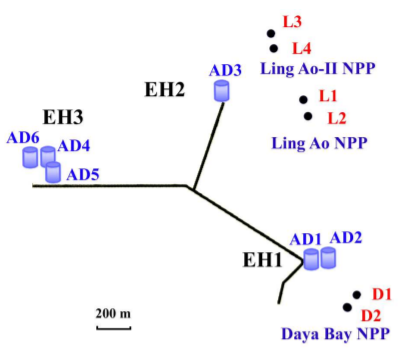 L3
L4
AD3
Ling Ao-II NPP
EH2
L1
L2
EH3
AD6 AD4
Ling Ao NPP
AD5
AD1 AD2
EH1
D1
200 m
D2
Daya Bay NPP